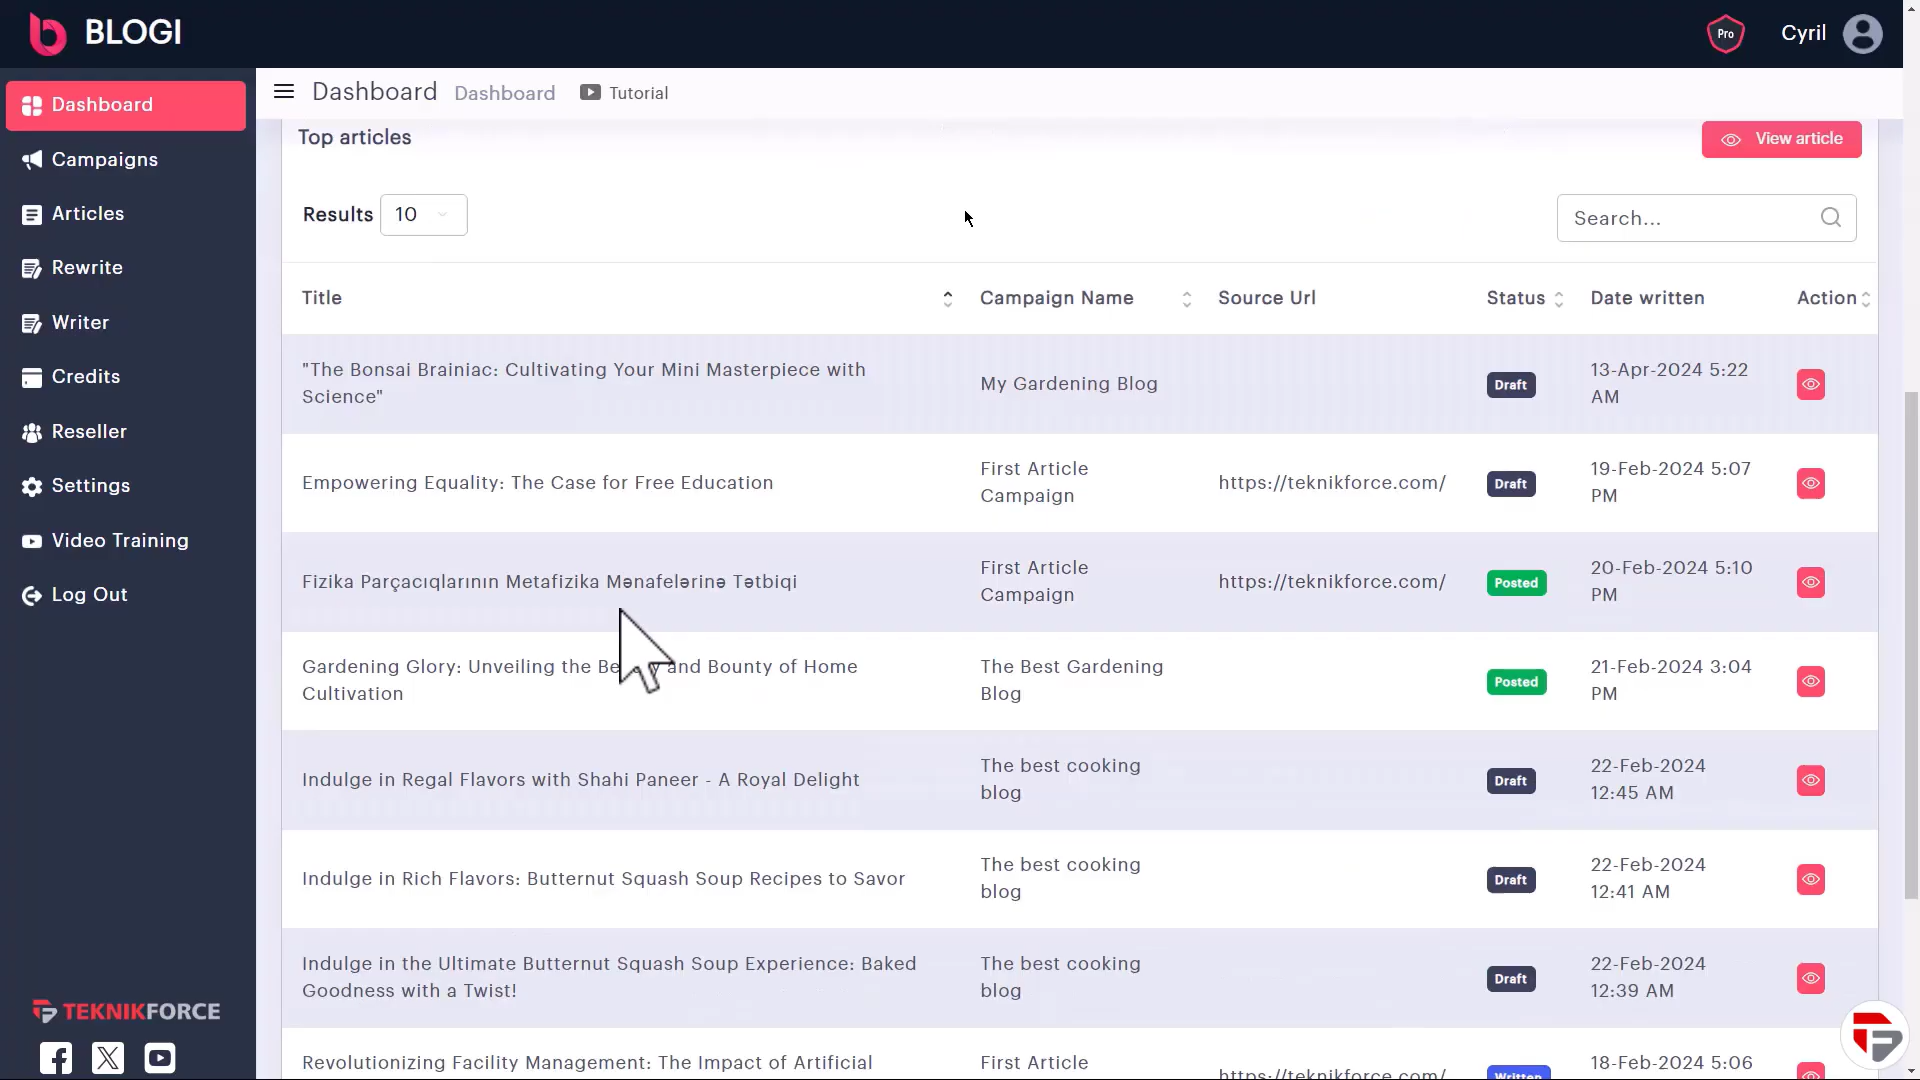 BLOGI
Pro
Cyril
Dashboard
Campaigns
Articles
Rewrite
Writer
Credits
Reseller
Settings
Video Training
Log Out
TEKNIKFORCE
Dashboard Dashboard Tutorial
Top articles
View article
Results 10
Search...
Title Campaign Name Source Url Status Date written Action
"The Bonsai Brainiac: Cultivating Your Mini Masterpiece with
Science"
My Gardening Blog
Draft
13-Apr-2024 5:22
AM
Empowering Equality: The Case for Free Education
First Article
Campaign
https://teknikforce.com/
Draft
19-Feb-2024 5:07
PM
Fizika Parçacıqlarının Metafizika Mənafelərinə Tətbiqi
First Article
Campaign
https://teknikforce.com/
Posted
20-Feb-2024 5:10
PM
Gardening Glory: Unveiling the and Bounty of Home
Cultivation
The Best Gardening
Blog
Posted
21-Feb-2024 3:04
PM
Indulge in Regal Flavors with Shahi Paneer - A Royal Delight
The best cooking
blog
Draft
22-Feb-2024
12:45 AM
Indulge in Rich Flavors: Butternut Squash Soup Recipes to Savor
The best cooking
blog
Draft
22-Feb-2024
12:41 AM
Indulge in the Ultimate Butternut Squash Soup Experience: Baked
Goodness with a Twist!
The best cooking
blog
Draft
22-Feb-2024
12:39 AM
Revolutionizing Facility Management: The Impact of Artificial
First Article
https://teknikforce.com/
Written
18-Feb-2024 5:06